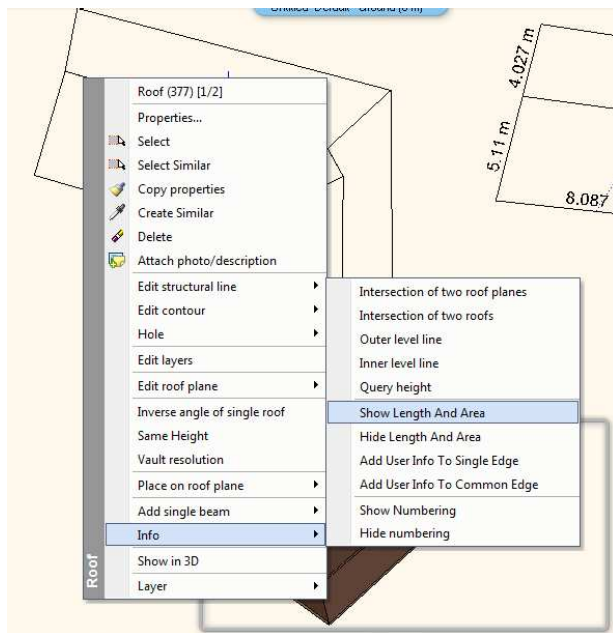 Roof (377) [1/2]
Properties...
Select
Select Similar
Copy properties
Create Similar
Delete
Attach photo/description
Edit structural line
Edit contour
Hole
Edit layers
Edit roof plane
Inverse angle of single roof
Same Height
Vault resolution
Place on roof plane
Add single beam
Info
Show in 3D
Layer
Roof
Intersection of two roof planes
Intersection of two roofs
Outer level line
Inner level line
Query height
Show Length And Area
Hide Length And Area
Add User Info To Single Edge
Add User Info To Common Edge
Show Numbering
Hide numbering
4.027 m
5.11 m
8.087